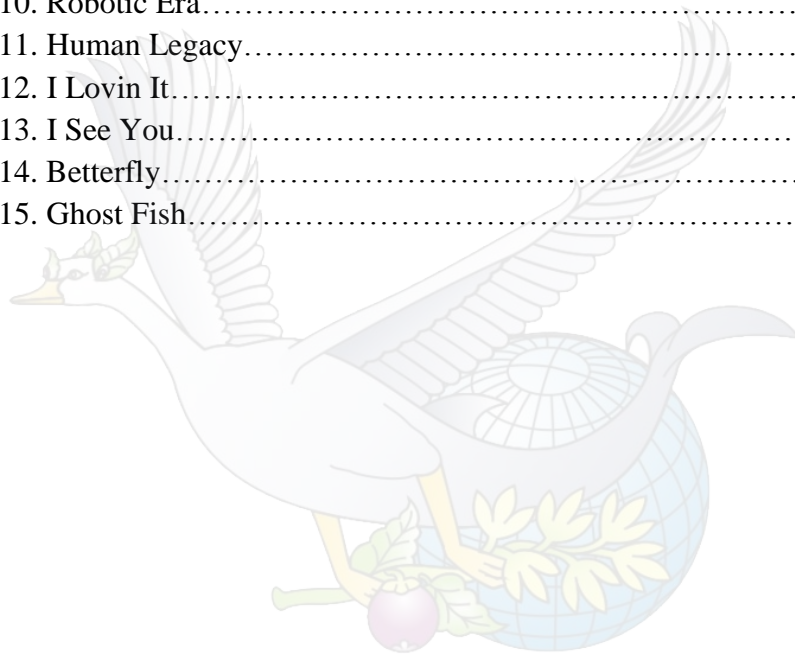 10. Robotic Era……………………………………………………
11. Human Legacy………………………………………………
12. I Lovin It………………………………………………………
13. I See You………………………………………………………
14. Betterfly………………………………………………………
15. Ghost Fish……………………………………………………